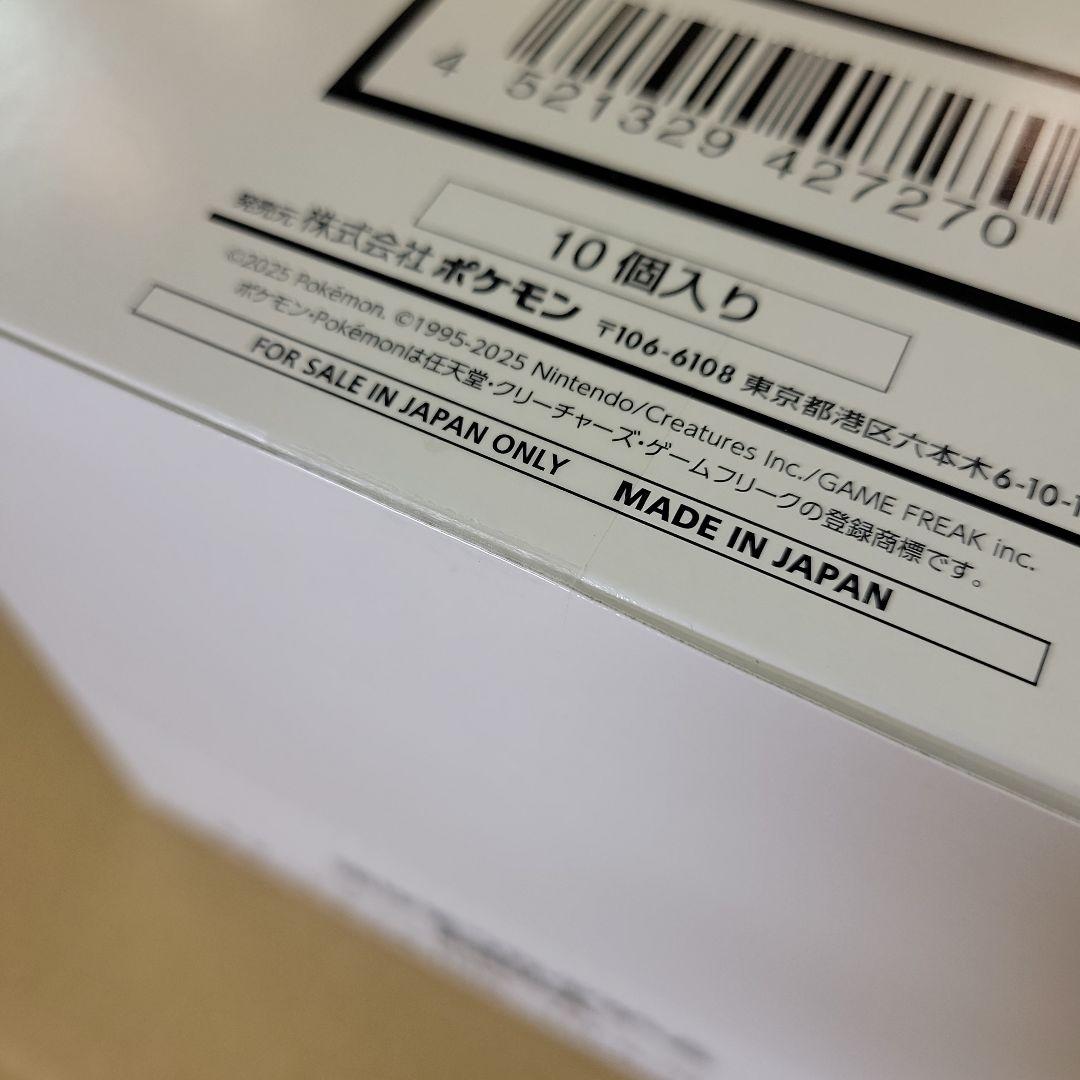 4 521329 427270
10個入り
発売元 株式会社ポケモン 〒106-6108 東京都港区六本木6-10-1
©2025 Pokémon. ©1995-2025 Nintendo/Creatures Inc./GAME FREAK inc.
ポケモン・Pokémonは任天堂・クリーチャーズ・ゲームフリークの登録商標です。
FOR SALE IN JAPAN ONLY MADE IN JAPAN